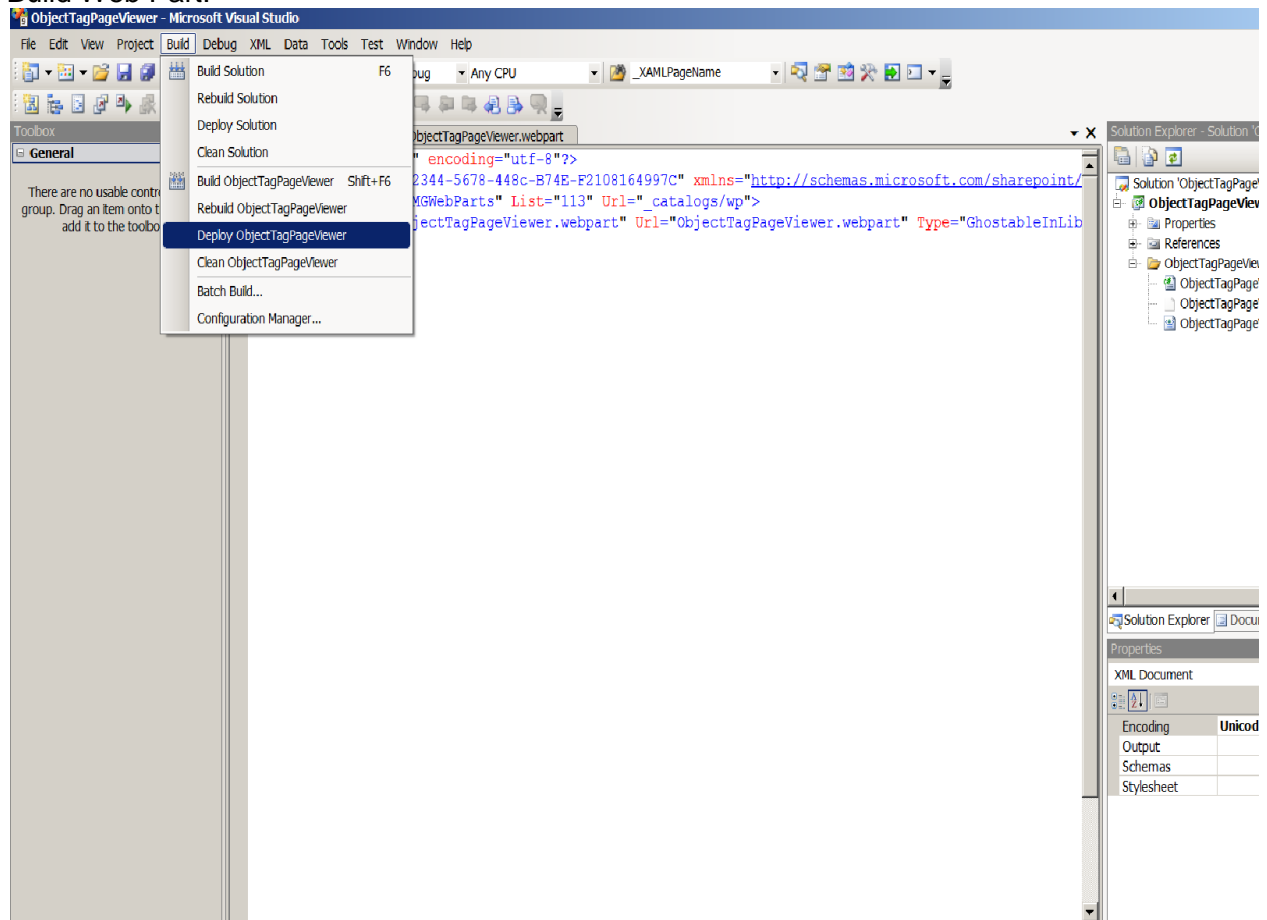 Build Web Part.
ObjectTagPageViewer - Microsoft Visual Studio
File Edit View Project Build Debug XML Data Tools Test Window Help
Build Solution F6
Any CPU
_XAMLPageName
Rebuild Solution
Deploy Solution
Clean Solution
Build ObjectTagPageViewer Shift+F6
Rebuild ObjectTagPageViewer
Deploy ObjectTagPageViewer
Clean ObjectTagPageViewer
Batch Build...
Configuration Manager...
Toolbox
General
There are no usable contr
group. Drag an item onto t
add it to the toolbo
bjectTagPageViewer.webpart
" encoding="utf-8"?>
2344-5678-448c-B74E-F2108164997C" xmlns="http://schemas.microsoft.com/sharepoint/
MGWebParts" List="113" Url="_catalogs/wp">
jectTagPageViewer.webpart" Url="ObjectTagPageViewer.webpart" Type="GhostableInLib
Solution Explorer - Solution
Solution 'ObjectTagPage
ObjectTagPageView
Properties
References
ObjectTagPageVie
ObjectTagPage
ObjectTagPage
ObjectTagPage
Solution Explorer Docu
Properties
XML Document
Encoding Unicod
Output
Schemas
Stylesheet